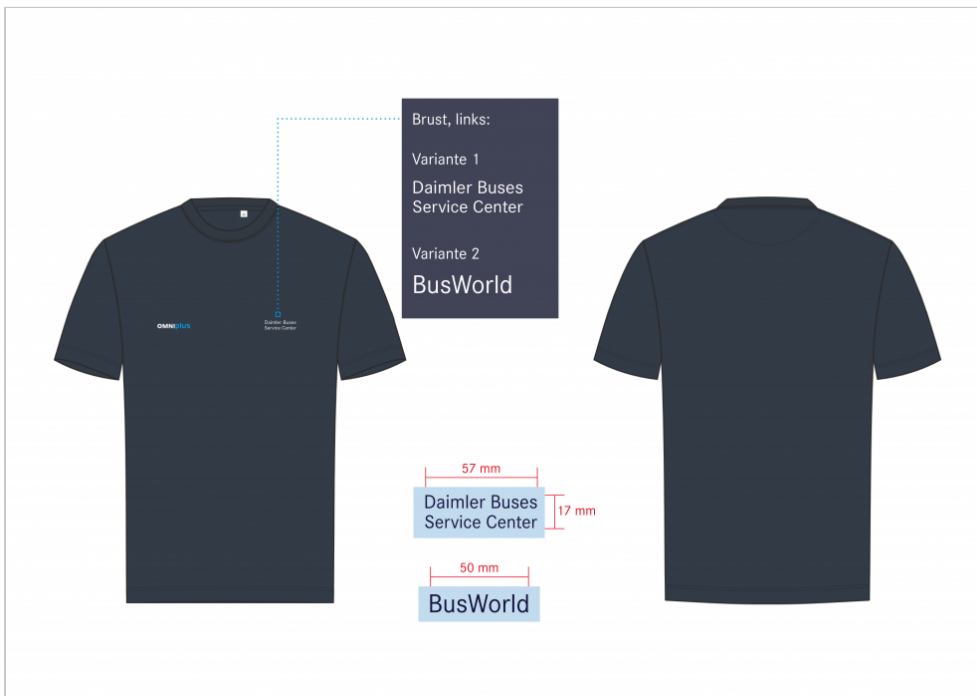 Brust, links:
Variante 1
Daimler Buses
Service Center
Variante 2
BusWorld
OMNIplus
Daimler Buses
Service Center
57 mm
Daimler Buses
Service Center
17 mm
50 mm
BusWorld